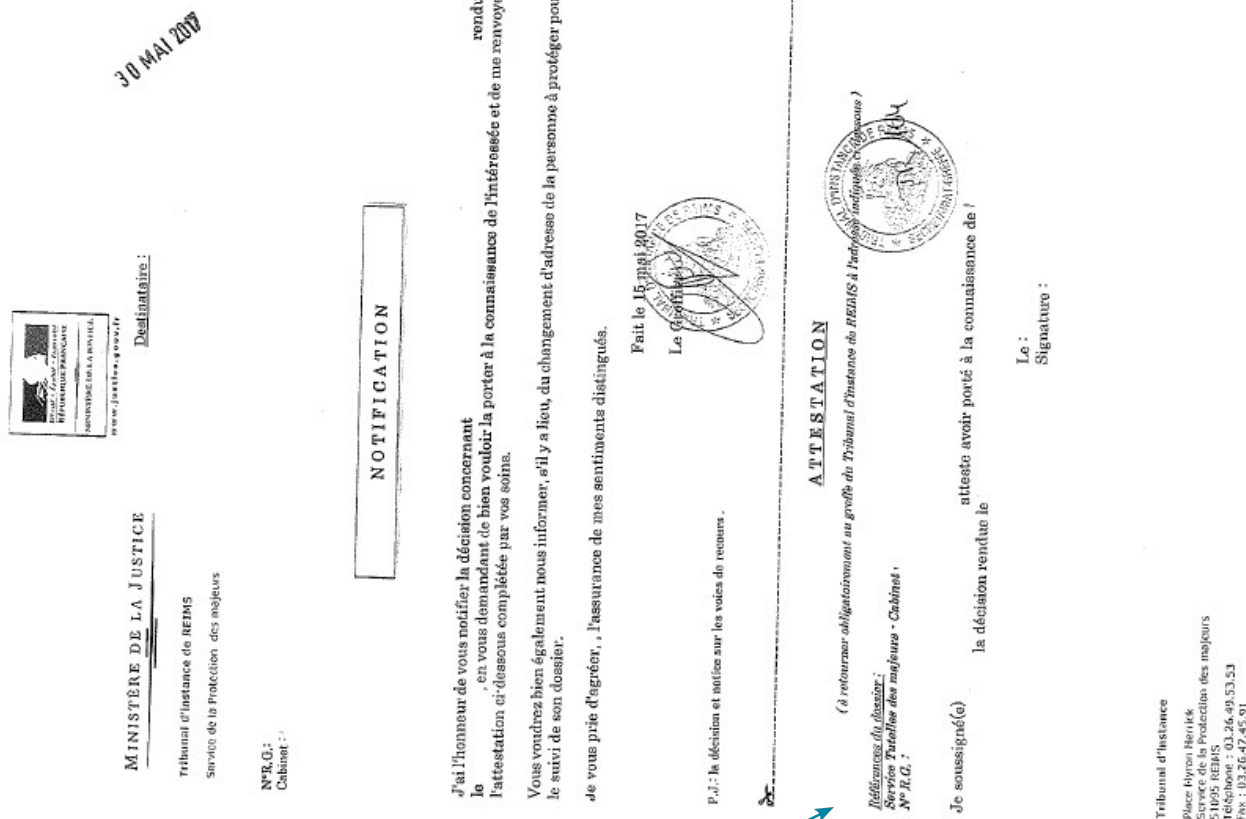 30 MAI 2017
RÉPUBLIQUE FRANÇAISE
MINISTÈRE DE LA JUSTICE
www.justice.gouv.fr
MINISTÈRE DE LA JUSTICE
Destinataire :
Tribunal d'Instance de REIMS
Service de la Protection des majeurs
N°R.G.:
Cabinet :
NOTIFICATION
J'ai l'honneur de vous notifier la décision concernant
le rendu
, en vous demandant de bien vouloir la porter à la connaissance de l'intéressée et de me renvoye
l'attestation ci-dessous complétée par vos soins.
Vous voudrez bien également nous informer, s'il y a lieu, du changement d'adresse de la personne à protéger pou
le suivi de son dossier.
Je vous prie d'agréer, , l'assurance de mes sentiments distingués.
Fait le 15 mai 2017
Le Greffier
P.J.: la décision et notice sur les voies de recours.
ATTESTATION
(à retourner obligatoirement au greffe du Tribunal d'instance de REIMS à l'adresse indiquée ci-dessous)
Références du dossier :
Service Tutelles des majeurs - Cabinet :
N° R.G. :
TRIBUNAL D'INSTANCE DE REIMS
Je soussigné(e) atteste avoir porté à la connaissance de
la décision rendue le
Le :
Signature :
Tribunal d'Instance
Place Myron Herrick
Service de la Protection des majeurs
51095 REIMS
Téléphone : 03.26.49.53.53
Fax : 03.26.47.45.91